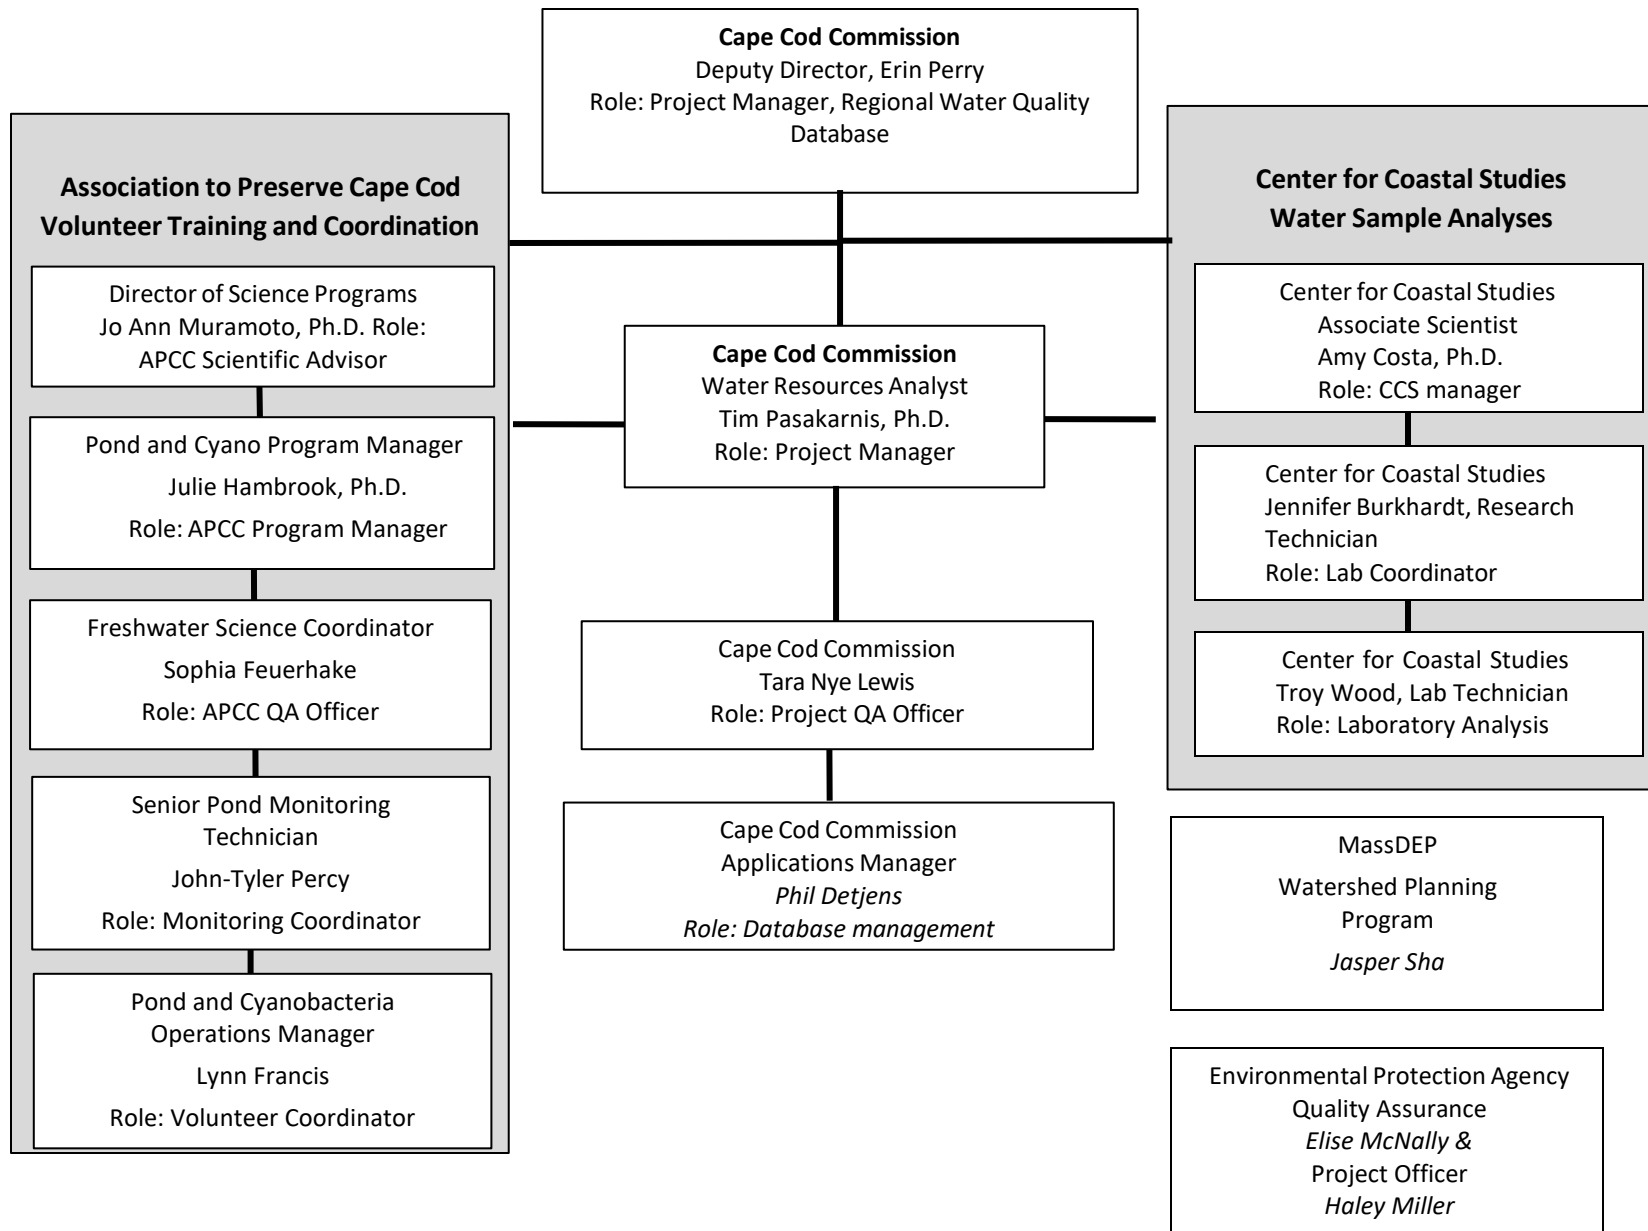 Cape Cod Commission
Deputy Director, Erin Perry
Role: Project Manager, Regional Water Quality
Database
Association to Preserve Cape Cod
Volunteer Training and Coordination
Director of Science Programs
Jo Ann Muramoto, Ph.D. Role:
APCC Scientific Advisor
Pond and Cyano Program Manager
Julie Hambrook, Ph.D.
Role: APCC Program Manager
Freshwater Science Coordinator
Sophia Feuerhake
Role: APCC QA Officer
Senior Pond Monitoring
Technician
John-Tyler Percy
Role: Monitoring Coordinator
Pond and Cyanobacteria
Operations Manager
Lynn Francis
Role: Volunteer Coordinator
Cape Cod Commission
Water Resources Analyst
Tim Pasakarnis, Ph.D.
Role: Project Manager
Cape Cod Commission
Tara Nye Lewis
Role: Project QA Officer
Cape Cod Commission
Applications Manager
Phil Detjens
Role: Database management
Center for Coastal Studies
Water Sample Analyses
Center for Coastal Studies
Associate Scientist
Amy Costa, Ph.D.
Role: CCS manager
Center for Coastal Studies
Jennifer Burkhardt, Research
Technician
Role: Lab Coordinator
Center for Coastal Studies
Troy Wood, Lab Technician
Role: Laboratory Analysis
MassDEP
Watershed Planning
Program
Jasper Sha
Environmental Protection Agency
Quality Assurance
Elise McNally &
Project Officer
Haley Miller